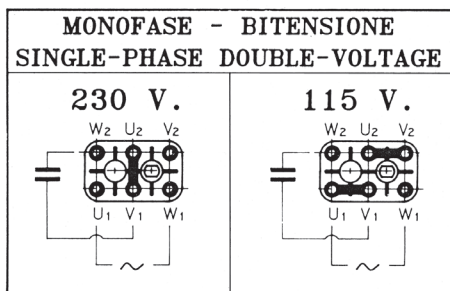 MONOFASE - BITENSIONE
SINGLE-PHASE DOUBLE-VOLTAGE
230 V.
W2 U2 V2
U1 V1 W1
115 V.
W2 U2 V2
U1 V1 W1